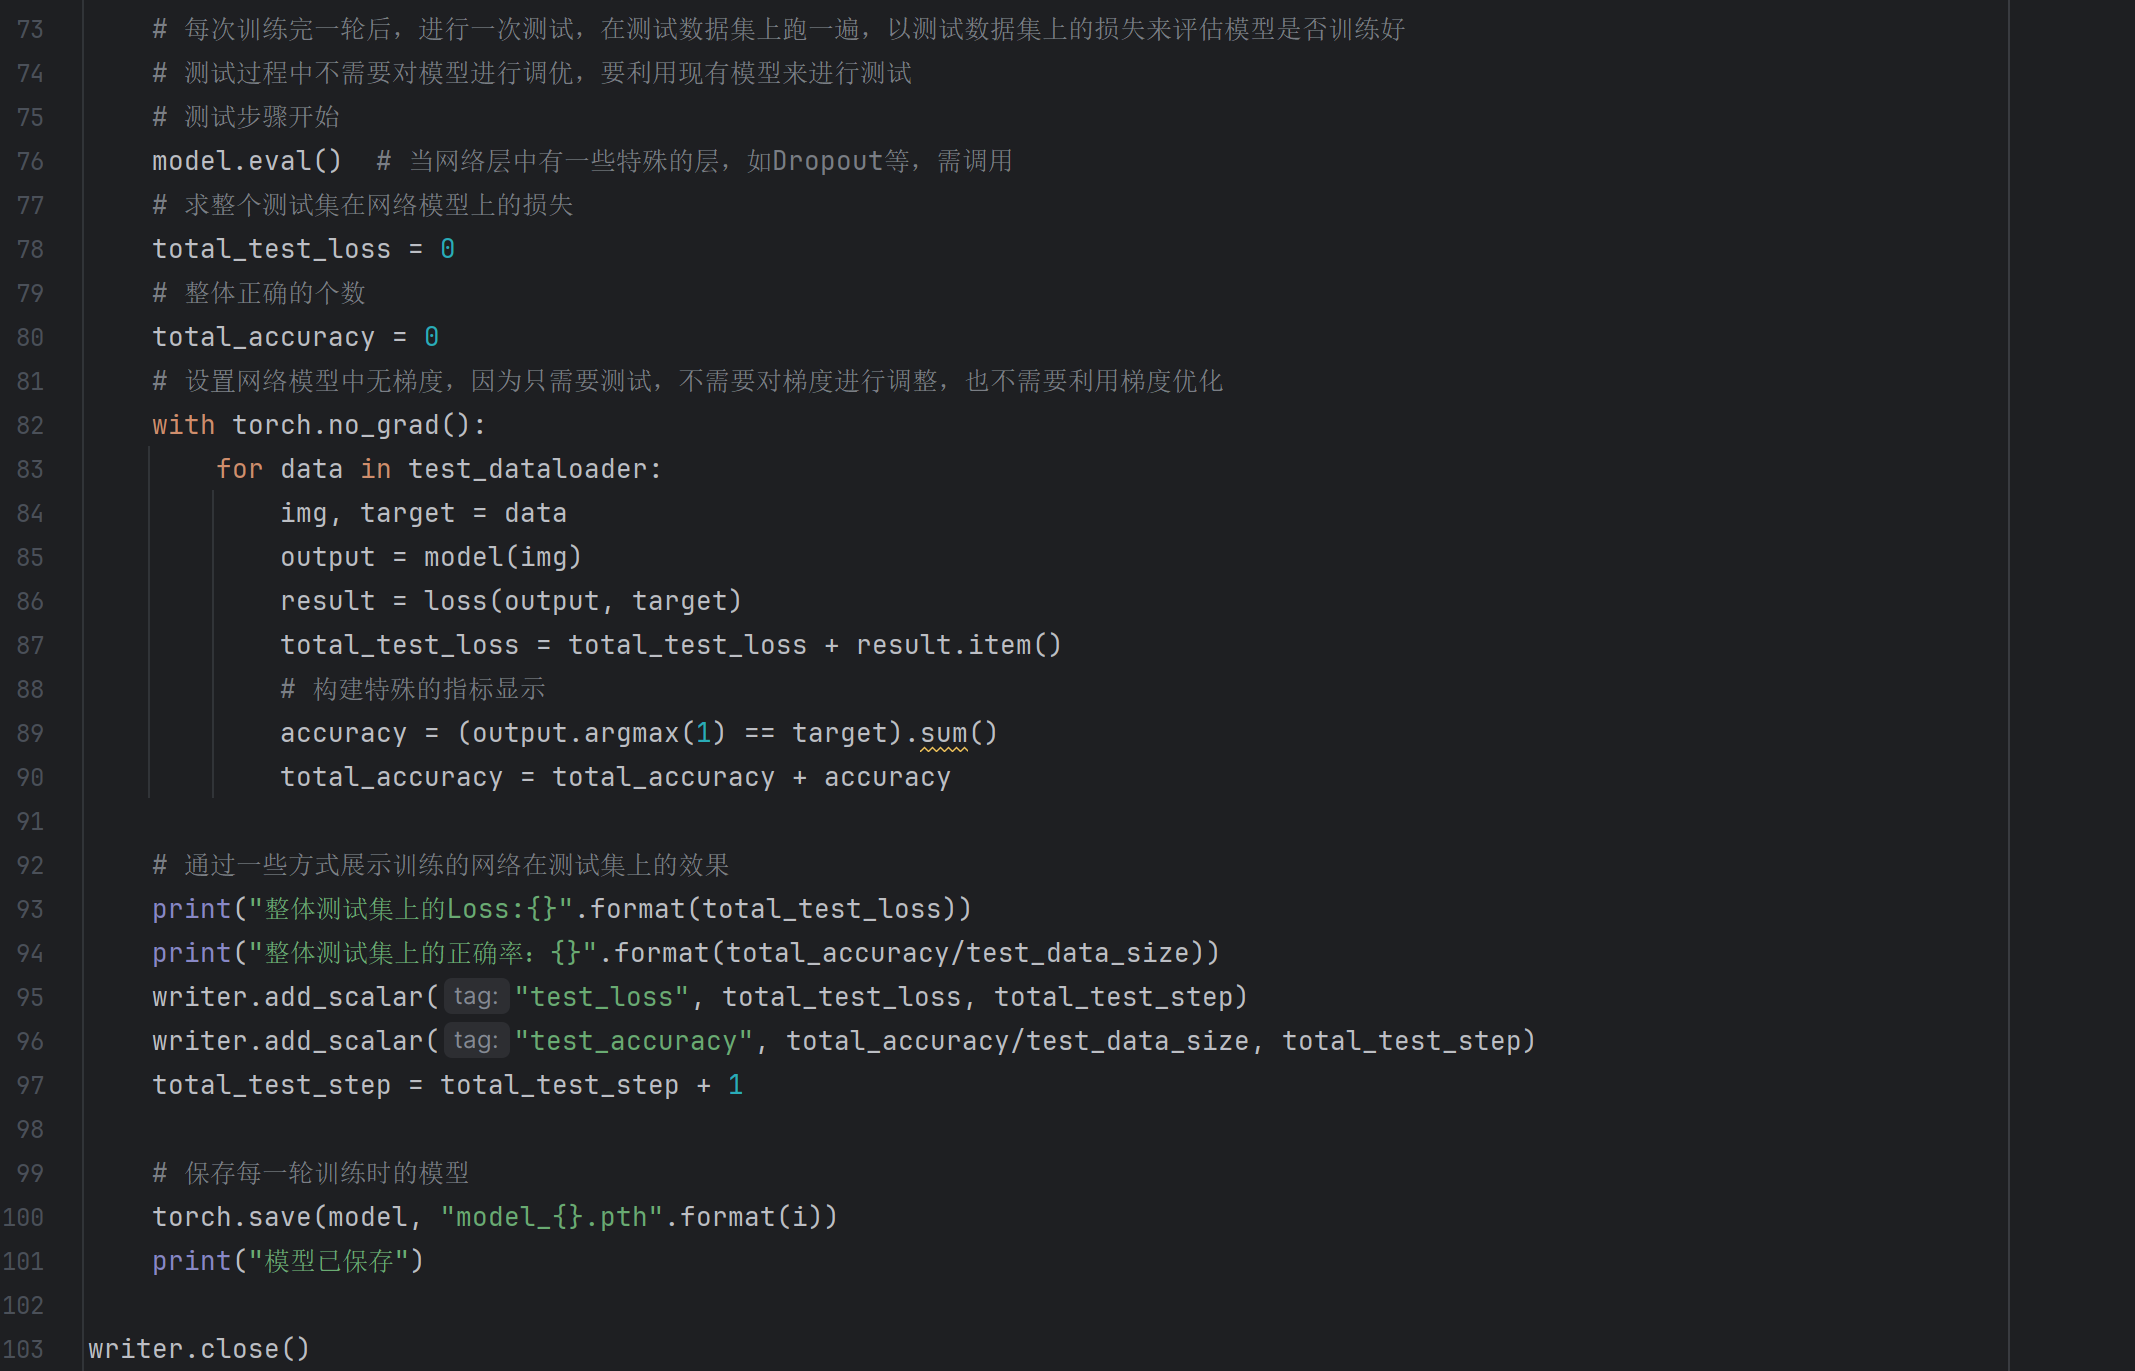 73 # 每次训练完一轮后，进行一次测试，在测试数据集上跑一遍，以测试数据集上的损失来评估模型是否训练好
74 # 测试过程中不需要对模型进行调优，要利用现有模型来进行测试
75 # 测试步骤开始
76 model.eval()  # 当网络层中有一些特殊的层，如Dropout等，需调用
77 # 求整个测试集在网络模型上的损失
78 total_test_loss = 0
79 # 整体正确的个数
80 total_accuracy = 0
81 # 设置网络模型中无梯度，因为只需要测试，不需要对梯度进行调整，也不需要利用梯度优化
82 with torch.no_grad():
83 for data in test_dataloader:
84 img, target = data
85 output = model(img)
86 result = loss(output, target)
87 total_test_loss = total_test_loss + result.item()
88 # 构建特殊的指标显示
89 accuracy = (output.argmax(1) == target).sum()
90 total_accuracy = total_accuracy + accuracy
91
92 # 通过一些方式展示训练的网络在测试集上的效果
93 print("整体测试集上的Loss:{}".format(total_test_loss))
94 print("整体测试集上的正确率：{}".format(total_accuracy/test_data_size))
95 writer.add_scalar( tag: "test_loss", total_test_loss, total_test_step)
96 writer.add_scalar( tag: "test_accuracy", total_accuracy/test_data_size, total_test_step)
97 total_test_step = total_test_step + 1
98
99 # 保存每一轮训练时的模型
100 torch.save(model, "model_{}.pth".format(i))
101 print("模型已保存")
102
103 writer.close()